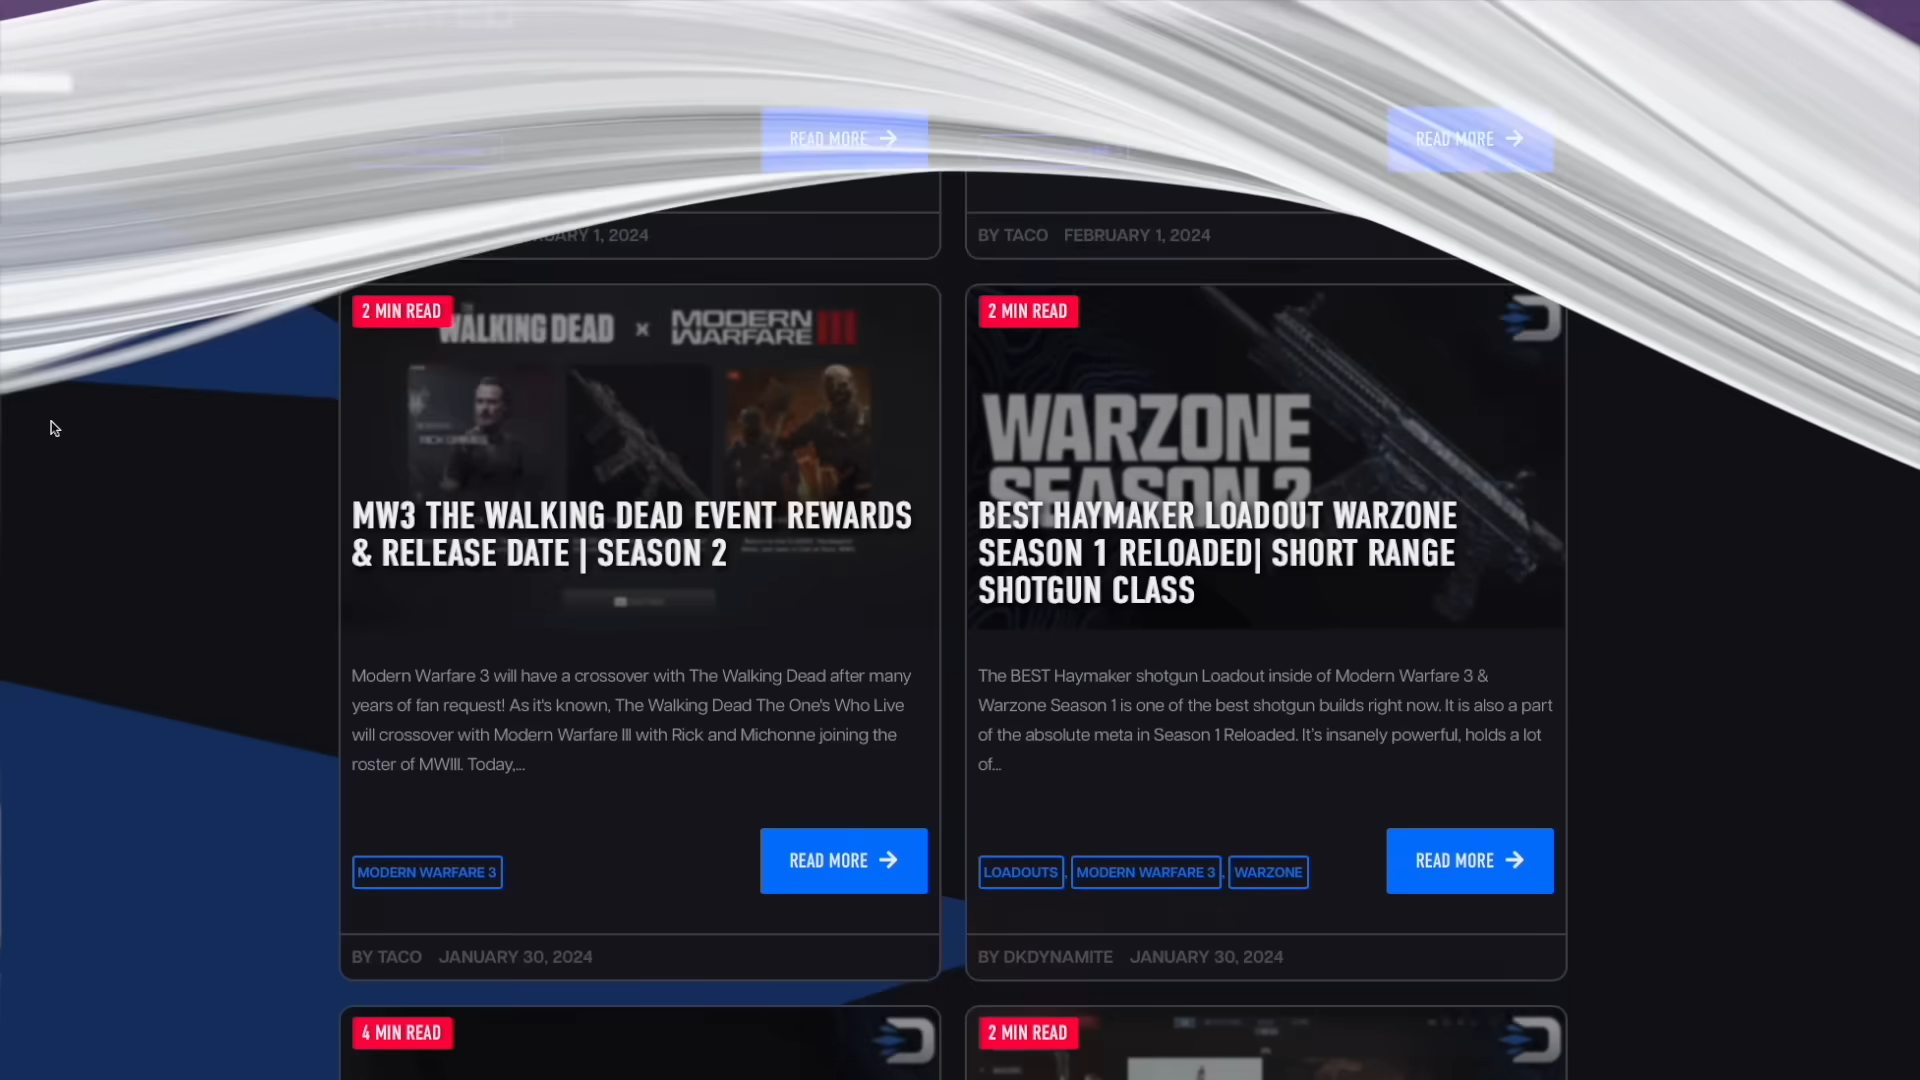 READ MORE
READ MORE
ARY 1, 2024
BY TACO FEBRUARY 1, 2024
2 MIN READ
WALKING DEAD x MODERN WARFARE III
MW3 THE WALKING DEAD EVENT REWARDS
& RELEASE DATE | SEASON 2
Modern Warfare 3 will have a crossover with The Walking Dead after many
years of fan request! As it's known, The Walking Dead The One's Who Live
will crossover with Modern Warfare III with Rick and Michonne joining the
roster of MWIII. Today,...
MODERN WARFARE 3
READ MORE
BY TACO JANUARY 30, 2024
2 MIN READ
WARZONE
SEASON 2
BEST HAYMAKER LOADOUT WARZONE
SEASON 1 RELOADED| SHORT RANGE
SHOTGUN CLASS
The BEST Haymaker shotgun Loadout inside of Modern Warfare 3 &
Warzone Season 1 is one of the best shotgun builds right now. It is also a part
of the absolute meta in Season 1 Reloaded. It's insanely powerful, holds a lot
of...
LOADOUTS, MODERN WARFARE 3, WARZONE
READ MORE
BY DKDYNAMITE JANUARY 30, 2024
4 MIN READ
2 MIN READ